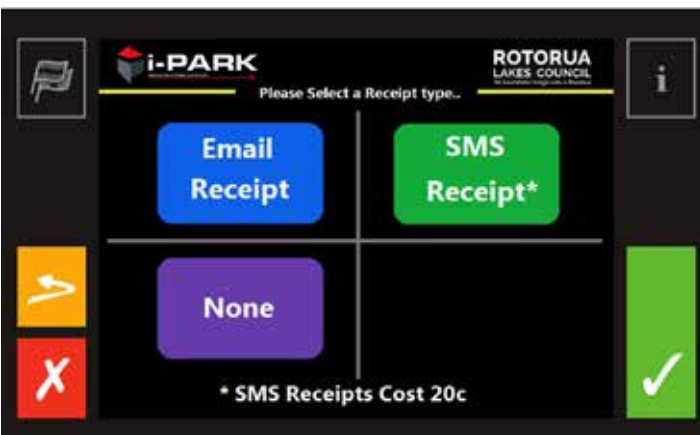 i-PARK
ROTORUA
LAKES COUNCIL
Please Select a Receipt type..
i
Email
Receipt
SMS
Receipt*
None
* SMS Receipts Cost 20c